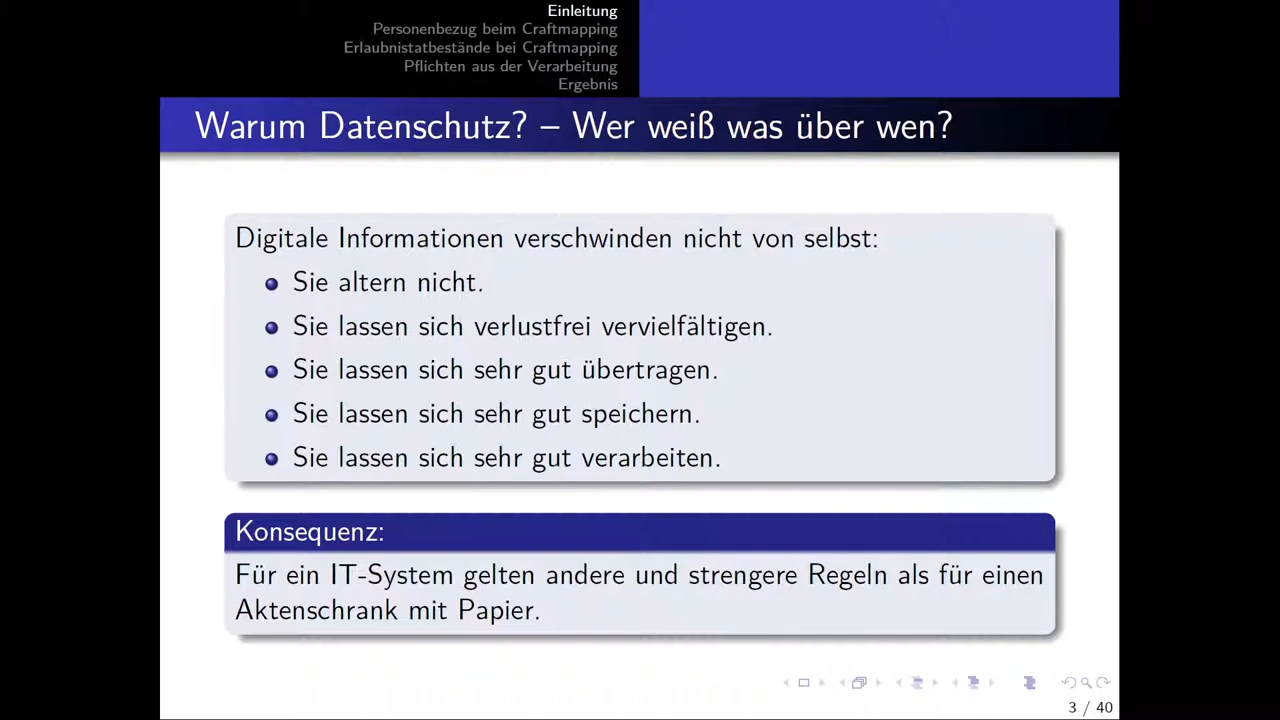 Einleitung
Personenbezug beim Craftmapping
Erlaubnistatbestände bei Craftmapping
Pflichten aus der Verarbeitung
Ergebnis
Warum Datenschutz? – Wer weiß was über wen?
Digitale Informationen verschwinden nicht von selbst:
Sie altern nicht.
Sie lassen sich verlustfrei vervielfältigen.
Sie lassen sich sehr gut übertragen.
Sie lassen sich sehr gut speichern.
Sie lassen sich sehr gut verarbeiten.
Konsequenz:
Für ein IT-System gelten andere und strengere Regeln als für einen
Aktenschrank mit Papier.
3 / 40